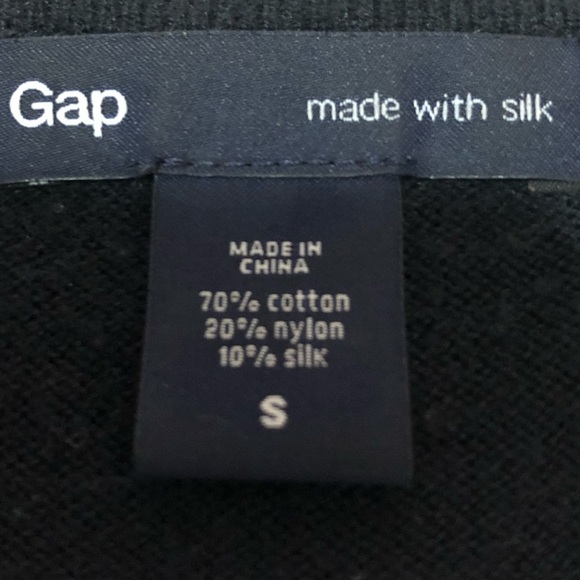 Gap made with silk
MADE IN
CHINA
70% cotton
20% nylon
10% silk
S